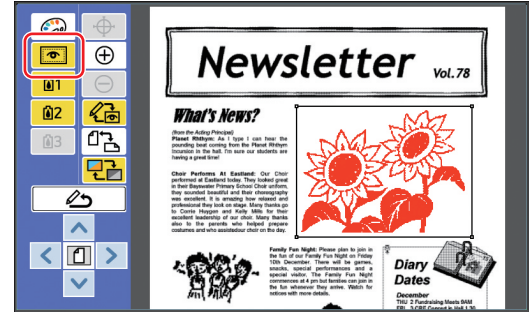 1
2
3
Newsletter
Vol. 78
What's News?
(from the Acting Principal)
Planet Rhthym: As I type I can hear the
pounding beat coming from the Planet Rhthym
Incursion in the hall. I'm sure our students are
having a great time!
Choir Performs At Eastland: Our Choir
performed at Eastland today. They looked great
in their Beywater Primary School Choir uniform,
they sounded beautiful and their choreography
was excellent. It is amazing how relaxed and
professional they look on stage. Many thanks go
to Corrie Huygen and Kelly Mills for their
excellent leadership of our choir. Many thanks
also to the parents who helped prepare
costumes and who assistedour choir on the day.
Family Fun Night: Please plan to join in
the fun of our Family Fun Night on Friday
10th December. There will be games,
snacks, special performances and a
special visitor. The Family Fun Night
commences at 4 pm but families can join in
the fun whenever they arrive. Watch for
notices with more details.
Diary
Dates
December
THU 2 Fundraising Meets 9AM